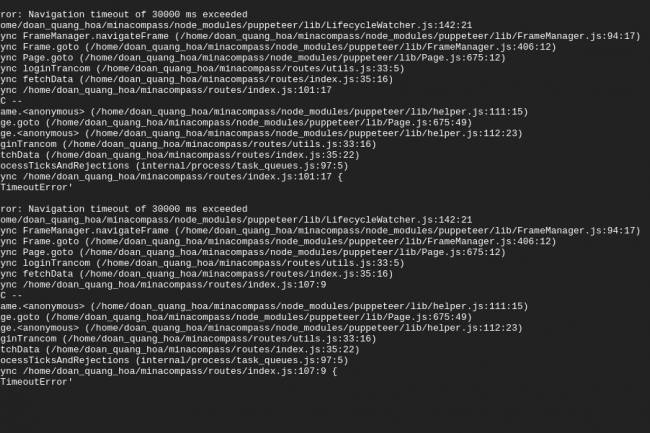 ror: Navigation timeout of 30000 ms exceeded
ome/doan_quang_hoa/minacompass/node_modules/puppeteer/lib/LifecycleWatcher.js:142:21
ync FrameManager.navigateFrame (/home/doan_quang_hoa/minacompass/node_modules/puppeteer/lib/FrameManager.js:94:17)
ync Frame.goto (/home/doan_quang_hoa/minacompass/node_modules/puppeteer/lib/FrameManager.js:406:12)
ync Page.goto (/home/doan_quang_hoa/minacompass/node_modules/puppeteer/lib/Page.js:675:12)
ync loginTrancom (/home/doan_quang_hoa/minacompass/routes/utils.js:33:5)
ync fetchData (/home/doan_quang_hoa/minacompass/routes/index.js:35:16)
ync /home/doan_quang_hoa/minacompass/routes/index.js:101:17
C --
ame.<anonymous> (/home/doan_quang_hoa/minacompass/node_modules/puppeteer/lib/helper.js:111:15)
ge.goto (/home/doan_quang_hoa/minacompass/node_modules/puppeteer/lib/Page.js:675:49)
ge.<anonymous> (/home/doan_quang_hoa/minacompass/node_modules/puppeteer/lib/helper.js:112:23)
ginTrancom (/home/doan_quang_hoa/minacompass/routes/utils.js:33:16)
tchData (/home/doan_quang_hoa/minacompass/routes/index.js:35:22)
ocessTicksAndRejections (internal/process/task_queues.js:97:5)
ync /home/doan_quang_hoa/minacompass/routes/index.js:101:17 {
TimeoutError'
ror: Navigation timeout of 30000 ms exceeded
ome/doan_quang_hoa/minacompass/node_modules/puppeteer/lib/LifecycleWatcher.js:142:21
ync FrameManager.navigateFrame (/home/doan_quang_hoa/minacompass/node_modules/puppeteer/lib/FrameManager.js:94:17)
ync Frame.goto (/home/doan_quang_hoa/minacompass/node_modules/puppeteer/lib/FrameManager.js:406:12)
ync Page.goto (/home/doan_quang_hoa/minacompass/node_modules/puppeteer/lib/Page.js:675:12)
ync loginTrancom (/home/doan_quang_hoa/minacompass/routes/utils.js:33:5)
ync fetchData (/home/doan_quang_hoa/minacompass/routes/index.js:35:16)
ync /home/doan_quang_hoa/minacompass/routes/index.js:107:9
C --
ame.<anonymous> (/home/doan_quang_hoa/minacompass/node_modules/puppeteer/lib/helper.js:111:15)
ge.goto (/home/doan_quang_hoa/minacompass/node_modules/puppeteer/lib/Page.js:675:49)
ge.<anonymous> (/home/doan_quang_hoa/minacompass/node_modules/puppeteer/lib/helper.js:112:23)
ginTrancom (/home/doan_quang_hoa/minacompass/routes/utils.js:33:16)
tchData (/home/doan_quang_hoa/minacompass/routes/index.js:35:22)
ocessTicksAndRejections (internal/process/task_queues.js:97:5)
ync /home/doan_quang_hoa/minacompass/routes/index.js:107:9 {
TimeoutError'